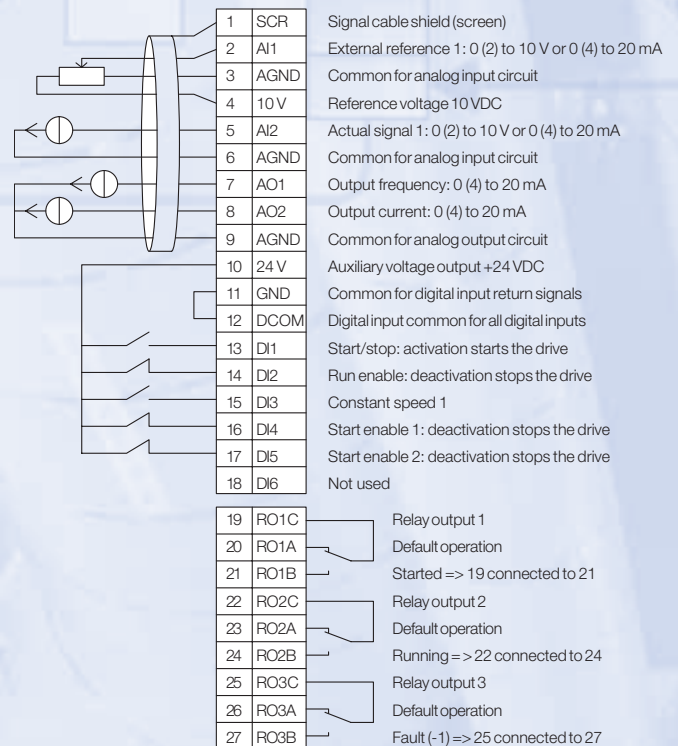 1 SCR Signal cable shield (screen)
2 AI1 External reference 1: 0 (2) to 10 V or 0 (4) to 20 mA
3 AGND Common for analog input circuit
4 10 V Reference voltage 10 VDC
5 AI2 Actual signal 1: 0 (2) to 10 V or 0 (4) to 20 mA
6 AGND Common for analog input circuit
7 AO1 Output frequency: 0 (4) to 20 mA
8 AO2 Output current: 0 (4) to 20 mA
9 AGND Common for analog output circuit
10 24 V Auxiliary voltage output +24 VDC
11 GND Common for digital input return signals
12 DCOM Digital input common for all digital inputs
13 DI1 Start/stop: activation starts the drive
14 DI2 Run enable: deactivation stops the drive
15 DI3 Constant speed 1
16 DI4 Start enable 1: deactivation stops the drive
17 DI5 Start enable 2: deactivation stops the drive
18 DI6 Not used
19 RO1C Relay output 1
20 RO1A Default operation
21 RO1B Started => 19 connected to 21
22 RO2C Relay output 2
23 RO2A Default operation
24 RO2B Running => 22 connected to 24
25 RO3C Relay output 3
26 RO3A Default operation
27 RO3B Fault (-1) => 25 connected to 27